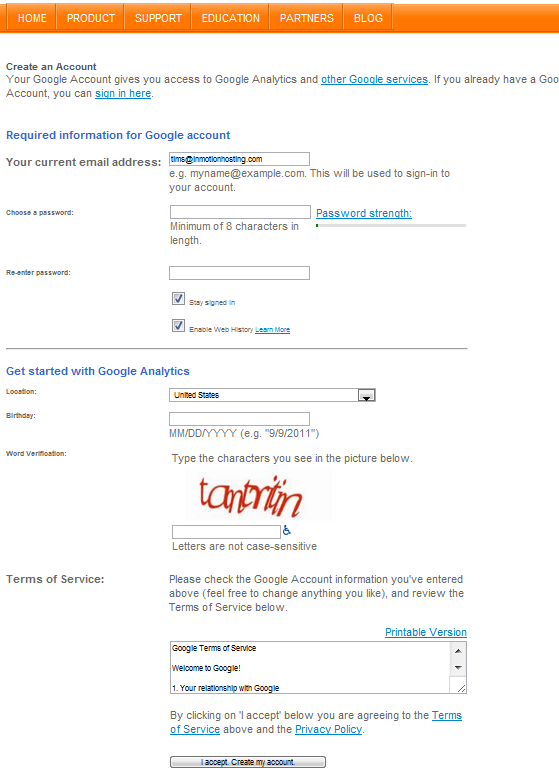 HOME PRODUCT SUPPORT EDUCATION PARTNERS BLOG
Create an Account
Your Google Account gives you access to Google Analytics and other Google services. If you already have a Goo
Account, you can sign in here.
Required information for Google account
Your current email address: tims@inmotionhosting.com
e.g. myname@example.com. This will be used to sign-in to
your account.
Choose a password: Password strength:
Minimum of 8 characters in
length.
Re-enter password:
Stay signed in
Enable Web History Learn More
Get started with Google Analytics
Location: United States
Birthday:
MM/DD/YYYY (e.g. "9/9/2011")
Word Verification: Type the characters you see in the picture below.
Letters are not case-sensitive
Terms of Service: Please check the Google Account information you've entered
above (feel free to change anything you like), and review the
Terms of Service below.
Printable Version
Google Terms of Service
Welcome to Google!
1. Your relationship with Google
By clicking on 'I accept' below you are agreeing to the Terms
of Service above and the Privacy Policy.
I accept. Create my account.